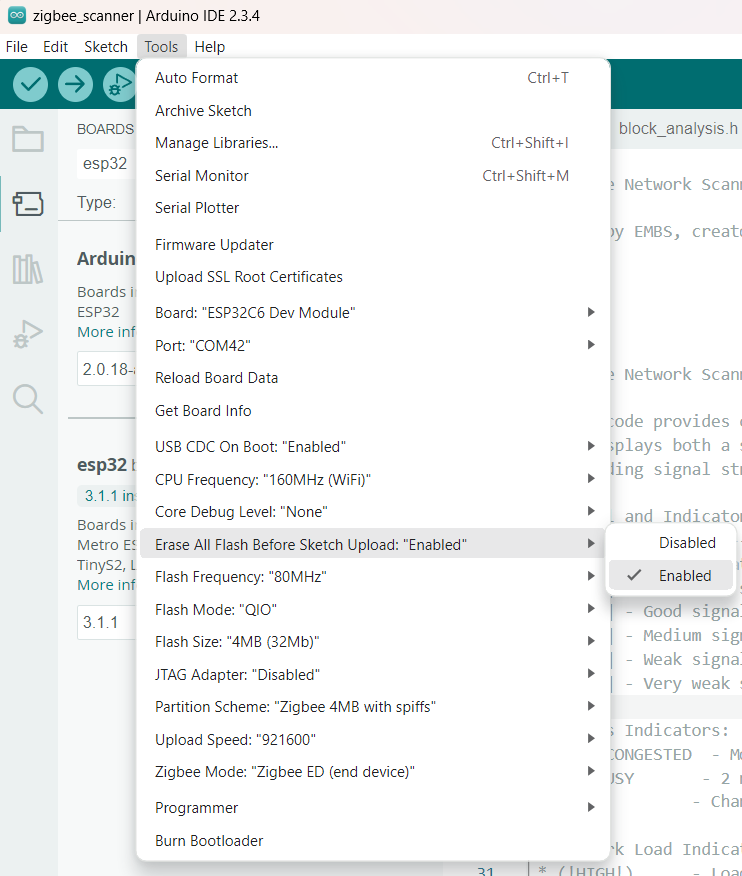 zigbee_scanner | Arduino IDE 2.3.4
File Edit Sketch Tools Help
Auto Format Ctrl+T
Archive Sketch
Manage Libraries... Ctrl+Shift+I
Serial Monitor Ctrl+Shift+M
Serial Plotter
Firmware Updater
Upload SSL Root Certificates
Board: "ESP32C6 Dev Module"
Port: "COM42"
Reload Board Data
Get Board Info
USB CDC On Boot: "Enabled"
CPU Frequency: "160MHz (WiFi)"
Core Debug Level: "None"
Erase All Flash Before Sketch Upload: "Enabled"
Flash Frequency: "80MHz"
Flash Mode: "QIO"
Flash Size: "4MB (32Mb)"
JTAG Adapter: "Disabled"
Partition Scheme: "Zigbee 4MB with spiffs"
Upload Speed: "921600"
Zigbee Mode: "Zigbee ED (end device)"
Programmer
Burn Bootloader
Disabled
Enabled
BOARDS
esp32
Type:
Arduin
Boards i
ESP32
More inf
2.0.18-a
esp32 b
3.1.1 in
Boards i
Metro ES
TinyS2, L
More inf
3.1.1
block_analysis.h
e Network Scann
by EMBS, creato
e Network Scann
code provides
splays both a s
ding signal str
and Indicator
- Good signal
- Medium sign
- Weak signal
- Very weak s
s Indicators:
CONGESTED - Mo
USY - 2
- Chan
rk Load Indicat
31 * (!HIGH!) - Load